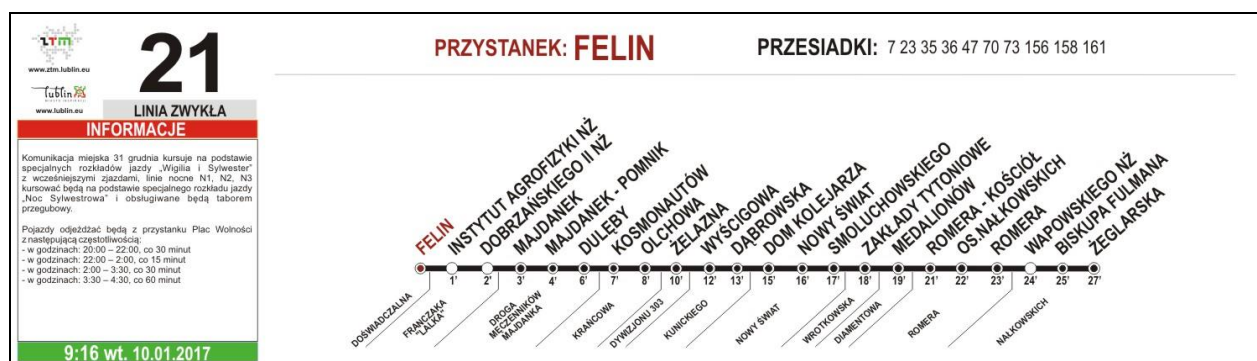 zTm
www.ztm.lublin.eu
lublin
www.lublin.eu
21
LINIA ZWYKŁA
INFORMACJE
Komunikacja miejska 31 grudnia kursuje na podstawie
specjalnych rozkładów jazdy „Wigilia i Sylwester”
z wcześniejszymi zjazdami, linie nocne N1, N2, N3
kursować będą na podstawie specjalnego rozkładu jazdy
„Noc Sylwestrowa” i obsługiwane będą taborem
przegubowym.
Pojazdy odjeżdżać będą z przystanku Plac Wolności
z następującą częstotliwością:
- w godzinach: 20:00 – 22:00, co 30 minut
- w godzinach: 22:00 – 2:00, co 15 minut
- w godzinach: 2:00 – 3:30, co 30 minut
- w godzinach: 3:30 – 4:30, co 60 minut
9:16 wt. 10.01.2017
PRZYSTANEK: FELIN
PRZESIADKI: 7 23 35 36 47 70 73 156 158 161
FELIN
INSTYTUT AGROFIZYKI NŻ
DOBRZAŃSKIEGO II NŻ
MAJDANEK
MAJDANEK - POMNIK
DULĘBY
KOSMONAUTÓW
OLCHOWA
ŻELAZNA
WYŚCIGOWA
DĄBROWSKA
DOM KOLEJARZA
NOWY ŚWIAT
SMOLUCHOWSKIEGO
ZAKŁADY TYTONIOWE
MEDALIONÓW
ROMERA - KOŚCIÓŁ
OS.NAŁKOWSKICH
ROMERA
WAPOWSKIEGO NŻ
BISKUPA FULMANA
ŻEGLARSKA
1' 2' 3' 4' 6' 7' 8' 10' 12' 13' 15' 16' 17' 18' 19' 21' 22' 23' 24' 25' 27'
DOŚWIADCZALNA
FRANCZAKA
"LALKA"
DROGA
MĘCZENNIKÓW
MAJDANKA
KRAŃCOWA
DYWIZJONU 303
KUNICKIEGO
NOWY ŚWIAT
WROTKOWSKA
DIAMENTOWA
ROMERA
NAŁKOWSKICH